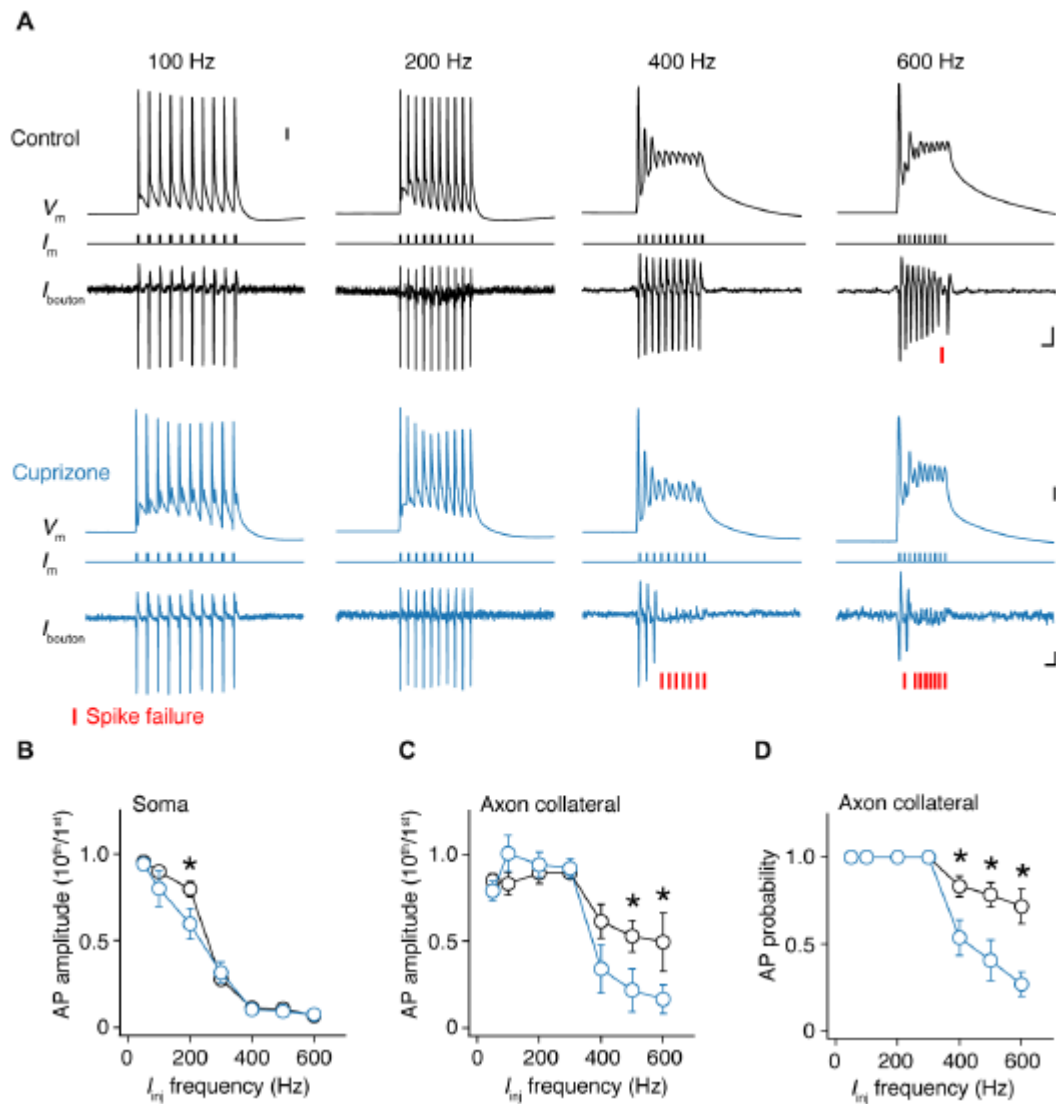 A
100 Hz 200 Hz 400 Hz 600 Hz
Control
Vm
Im
Ibouton
Cuprizone
Vm
Im
Ibouton
Spike failure
B
Soma
AP amplitude (10th/1st)
1.0
0.5
0
*
0 200 400 600
Iinj frequency (Hz)
C
Axon collateral
AP amplitude (10th/1st)
1.0
0.5
0
* *
0 200 400 600
Iinj frequency (Hz)
D
Axon collateral
AP probability
1.0
0.5
0
* * *
0 200 400 600
Iinj frequency (Hz)